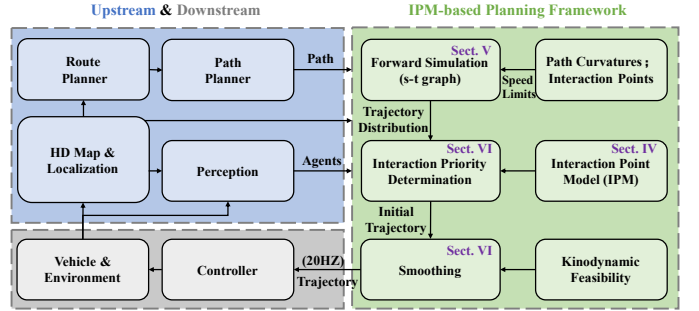 Upstream & Downstream
IPM-based Planning Framework
Route
Planner
Path
Planner
Path
Sect. V
Forward Simulation
(s-t graph)
Speed
Limits
Path Curvatures；
Interaction Points
Trajectory
Distribution
HD Map &
Localization
Perception
Agents
Sect. VI
Interaction Priority
Determination
Sect. IV
Interaction Point
Model (IPM)
Initial
Trajectory
Vehicle &
Environment
Controller
(20HZ)
Trajectory
Sect. VI
Smoothing
Kinodynamic
Feasibility